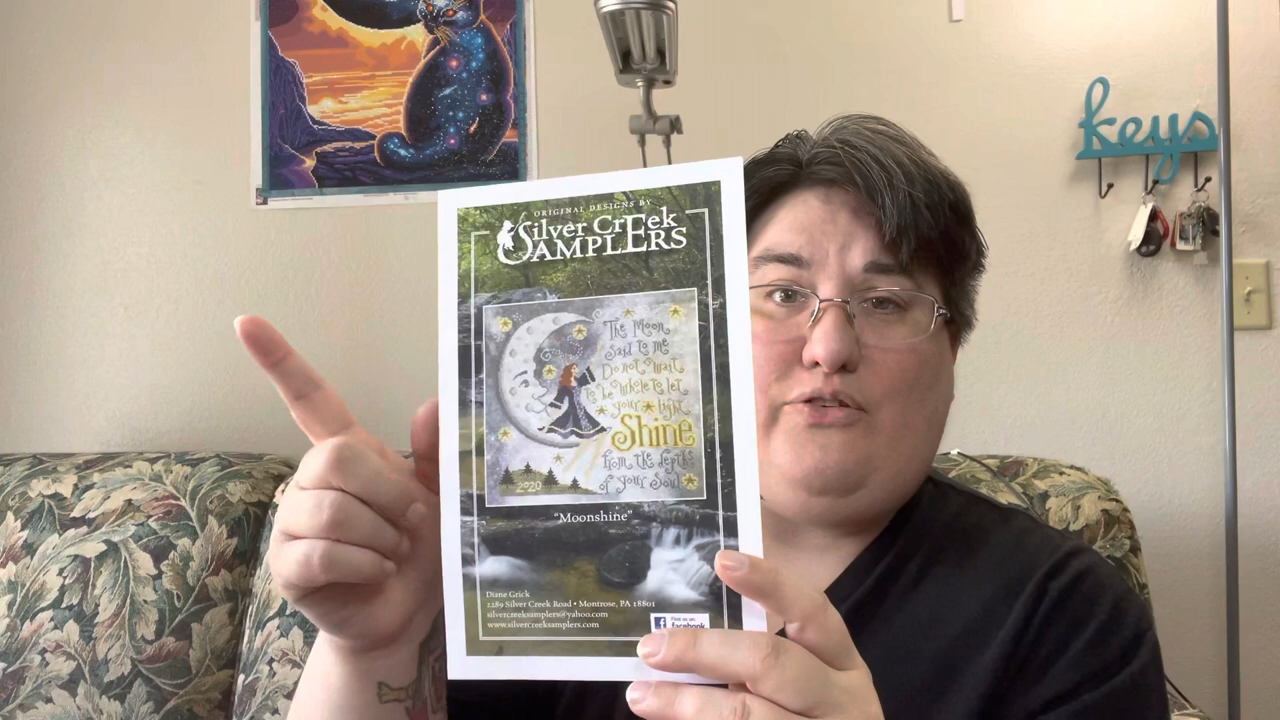 keys
ORIGINAL DESIGNS BY
Silver CrEek
SAMPLERS
The Moon
Said to me
Do not Wait
to be Whole to let
your light
Shine
from the depths
of your Soul
2020
"Moonshine"
Diane Grick
2289 Silver Creek Road • Montrose, PA 18801
silvercreeksamplers@yahoo.com
www.silvercreeksamplers.com
Find us on:
facebook